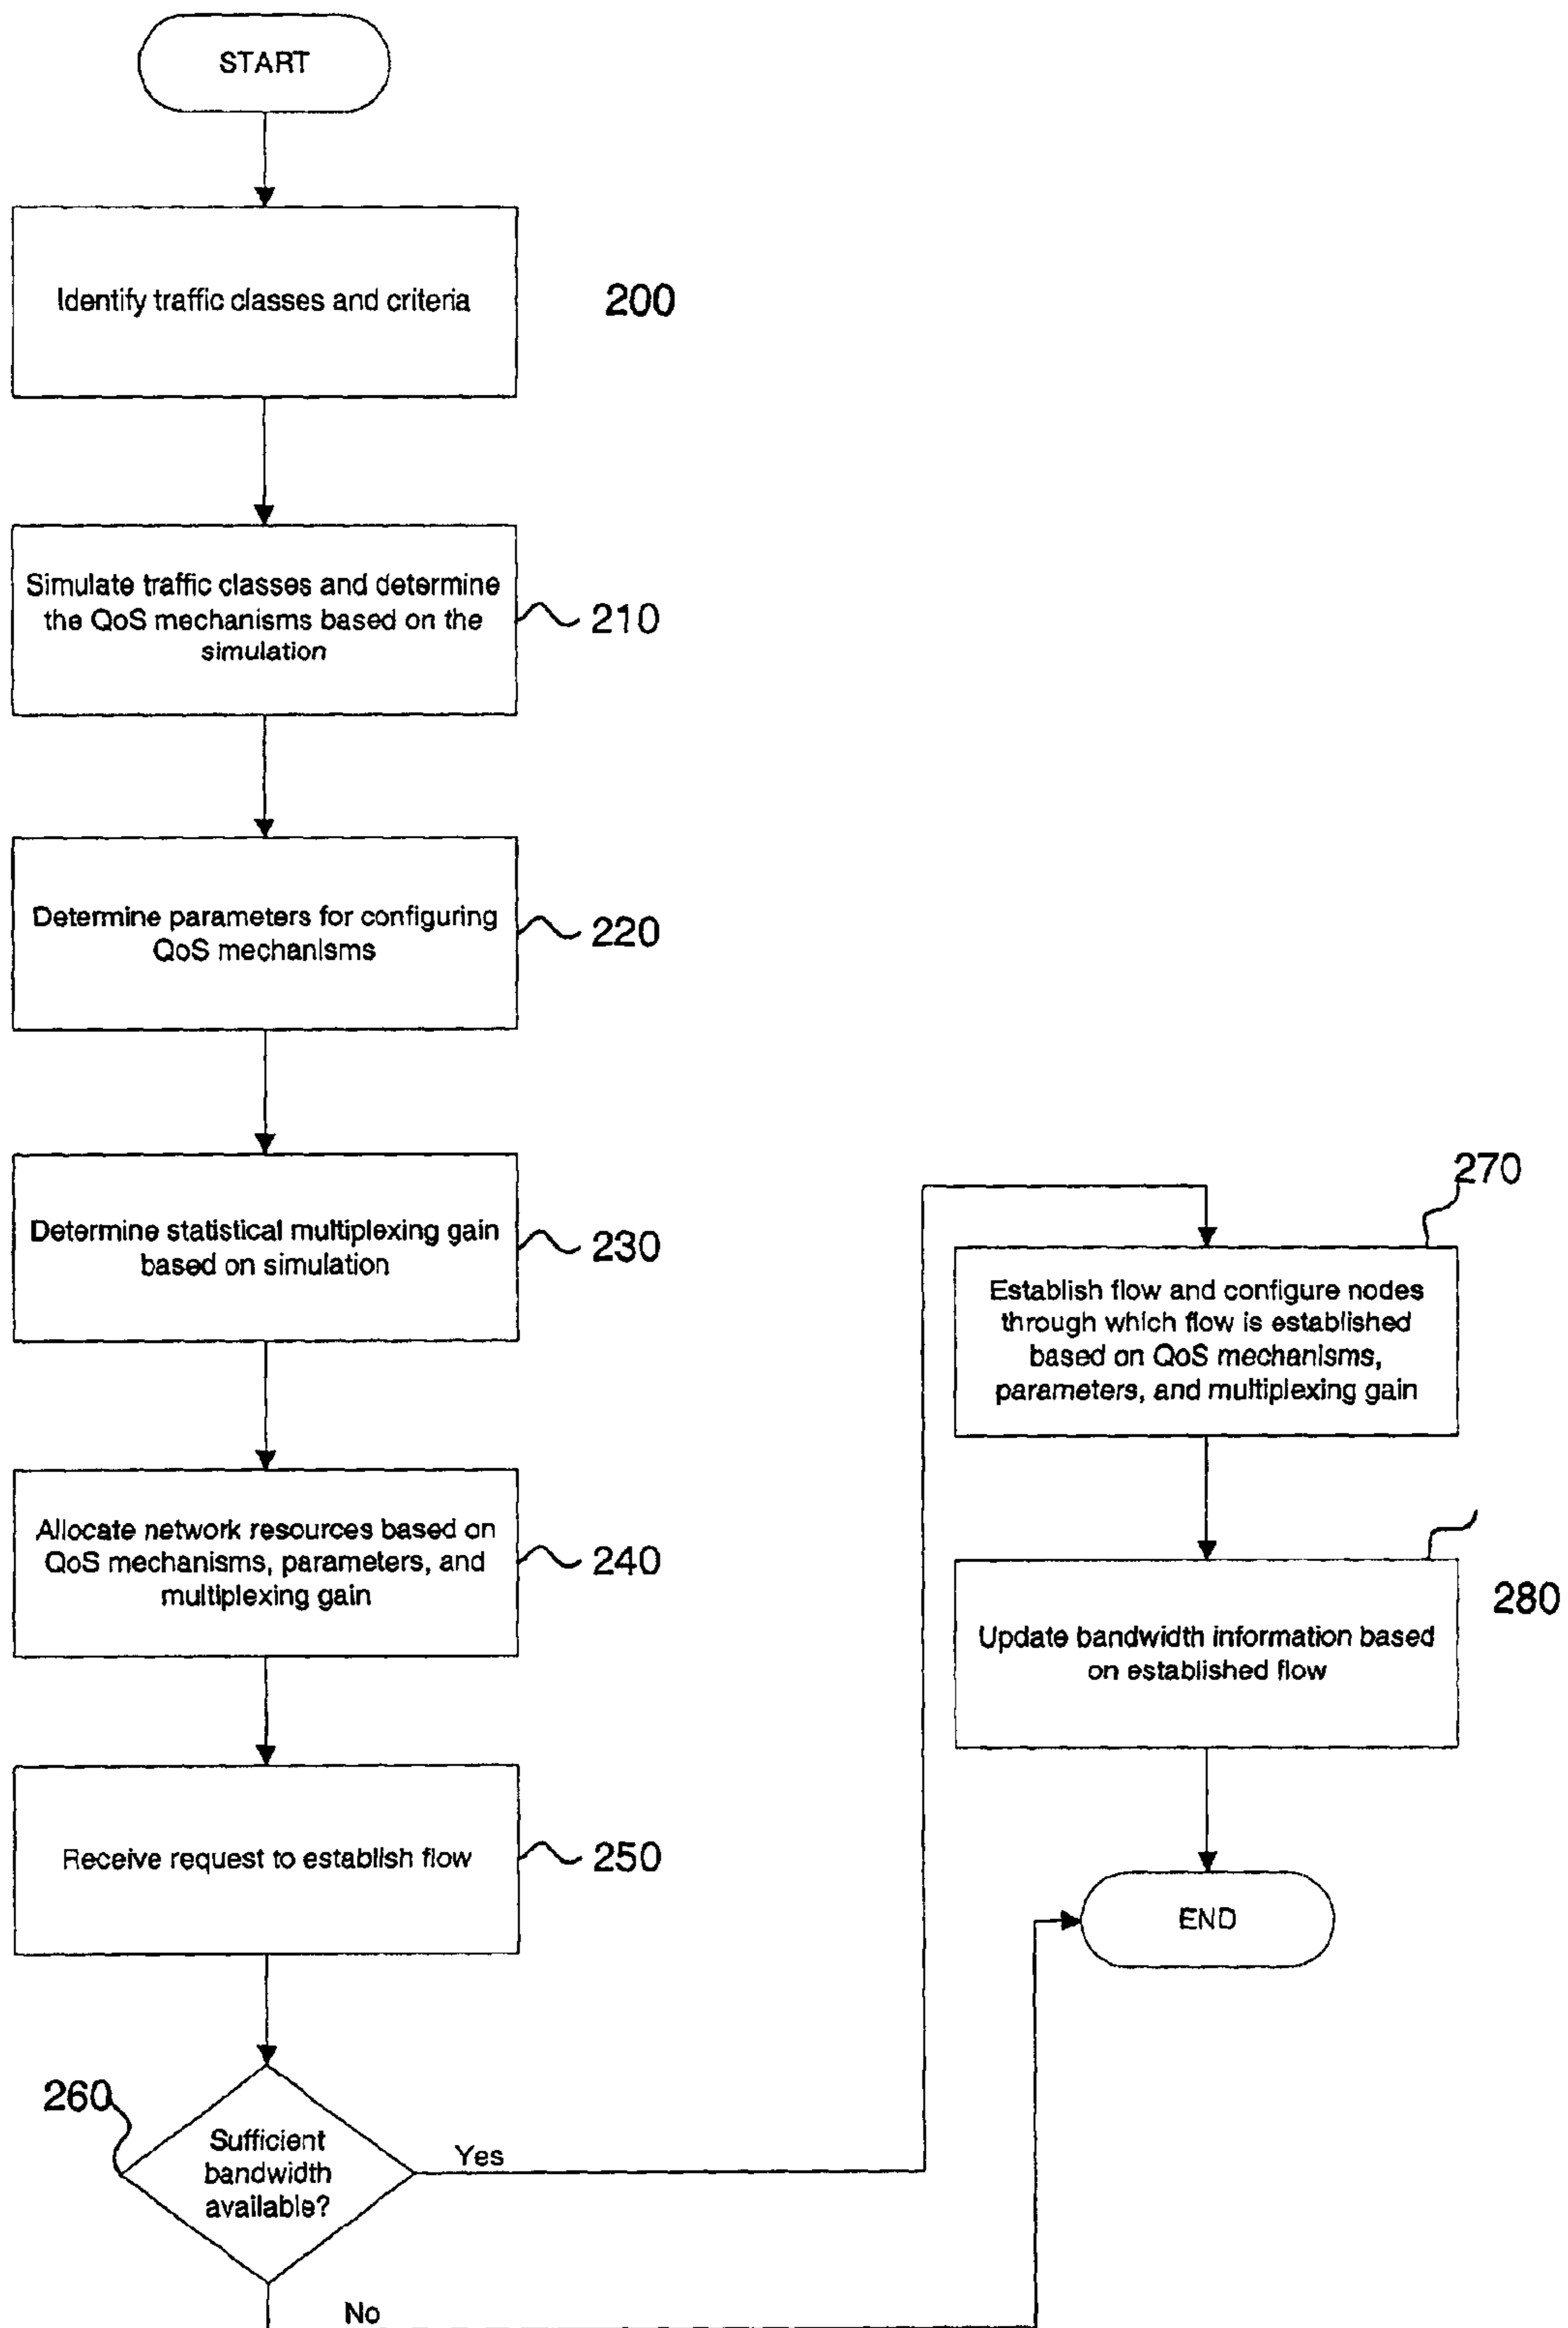 START
Identify traffic classes and criteria
200
Simulate traffic classes and determine
the QoS mechanisms based on the
simulation
210
Determine parameters for configuring
QoS mechanisms
220
Determine statistical multiplexing gain
based on simulation
230
Allocate network resources based on
QoS mechanisms, parameters, and
multiplexing gain
240
Receive request to establish flow
250
260
Sufficient
bandwidth
available?
Yes
No
270
Establish flow and configure nodes
through which flow is established
based on QoS mechanisms,
parameters, and multiplexing gain
280
Update bandwidth information based
on established flow
END